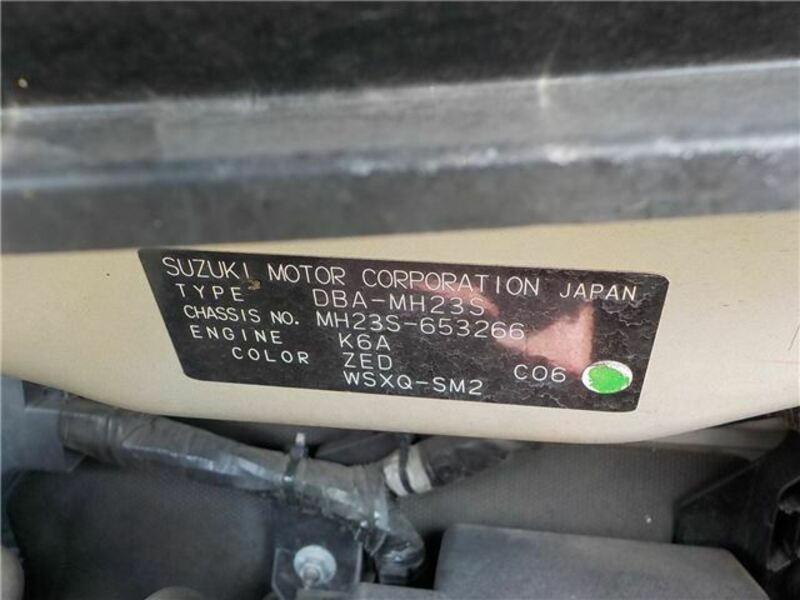 SUZUKI MOTOR CORPORATION JAPAN
TYPE DBA-MH23S
CHASSIS NO. MH23S-653266
ENGINE K6A
COLOR ZED C06
WSXQ-SM2